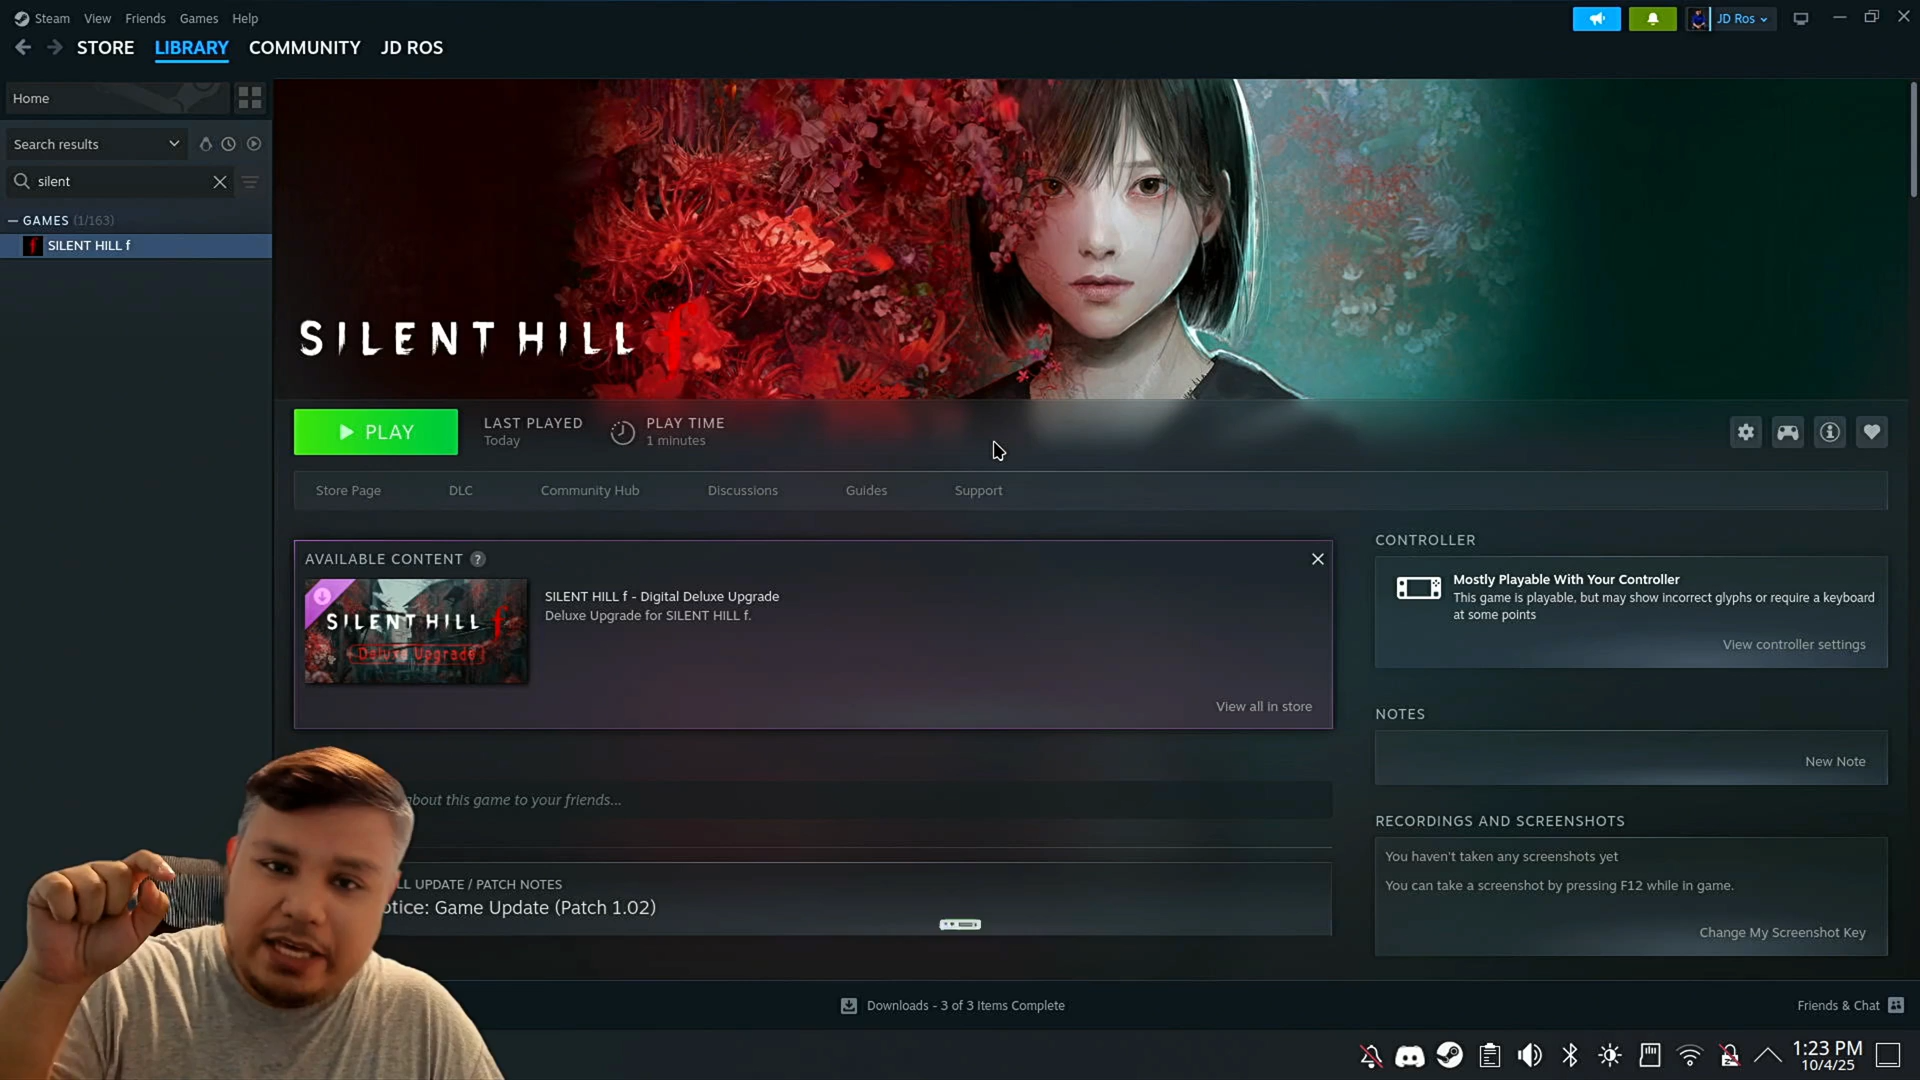 Steam View Friends Games Help
JD Ros
STORE LIBRARY COMMUNITY JD ROS
Home
Search results
silent
GAMES (1/163)
SILENT HILL f
SILENT HILL f
PLAY
LAST PLAYED
Today
PLAY TIME
1 minutes
Store Page DLC Community Hub Discussions Guides Support
AVAILABLE CONTENT ?
SILENT HILL f
Deluxe Upgrade
SILENT HILL f - Digital Deluxe Upgrade
Deluxe Upgrade for SILENT HILL f.
View all in store
about this game to your friends...
LL UPDATE / PATCH NOTES
otice: Game Update (Patch 1.02)
CONTROLLER
Mostly Playable With Your Controller
This game is playable, but may show incorrect glyphs or require a keyboard
at some points
View controller settings
NOTES
New Note
RECORDINGS AND SCREENSHOTS
You haven't taken any screenshots yet
You can take a screenshot by pressing F12 while in game.
Change My Screenshot Key
Downloads - 3 of 3 Items Complete
Friends & Chat
1:23 PM
10/4/25